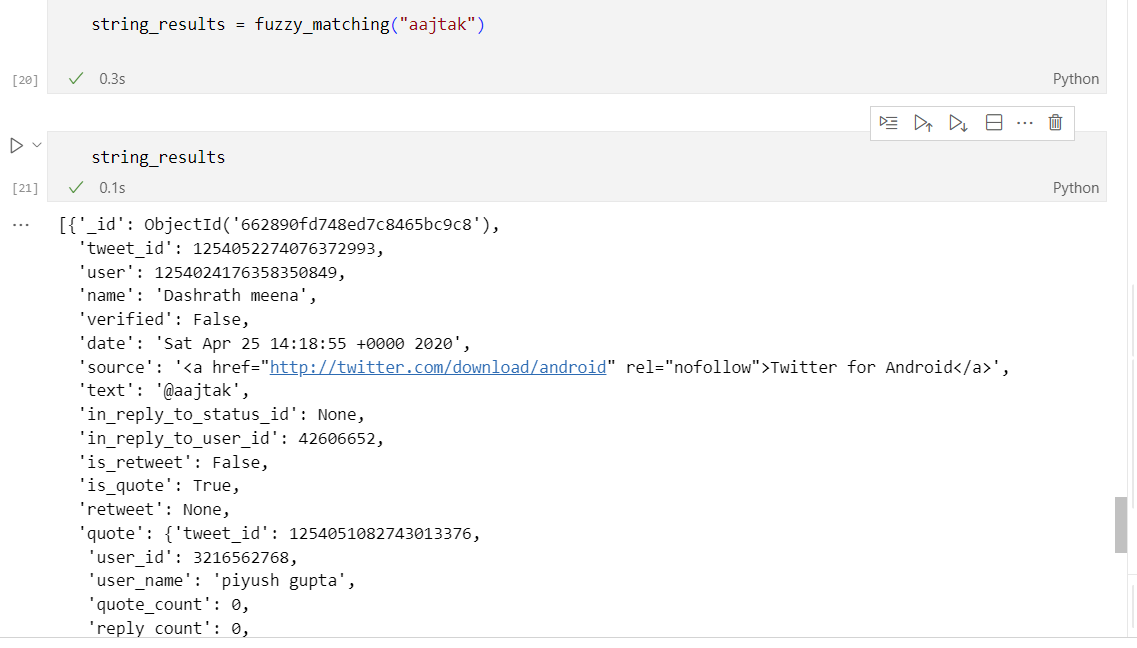 string_results = fuzzy_matching("aajtak")
[20]
0.3s
Python
string_results
[21]
0.1s
Python
... [{'_id': ObjectId('662890fd748ed7c8465bc9c8'),
'tweet_id': 1254052274076372993,
'user': 1254024176358350849,
'name': 'Dashrath meena',
'verified': False,
'date': 'Sat Apr 25 14:18:55 +0000 2020',
'source': '<a href="http://twitter.com/download/android" rel="nofollow">Twitter for Android</a>',
'text': '@aajtak',
'in_reply_to_status_id': None,
'in_reply_to_user_id': 42606652,
'is_retweet': False,
'is_quote': True,
'retweet': None,
'quote': {'tweet_id': 1254051082743013376,
'user_id': 3216562768,
'user_name': 'piyush gupta',
'quote_count': 0,
'reply_count': 0,